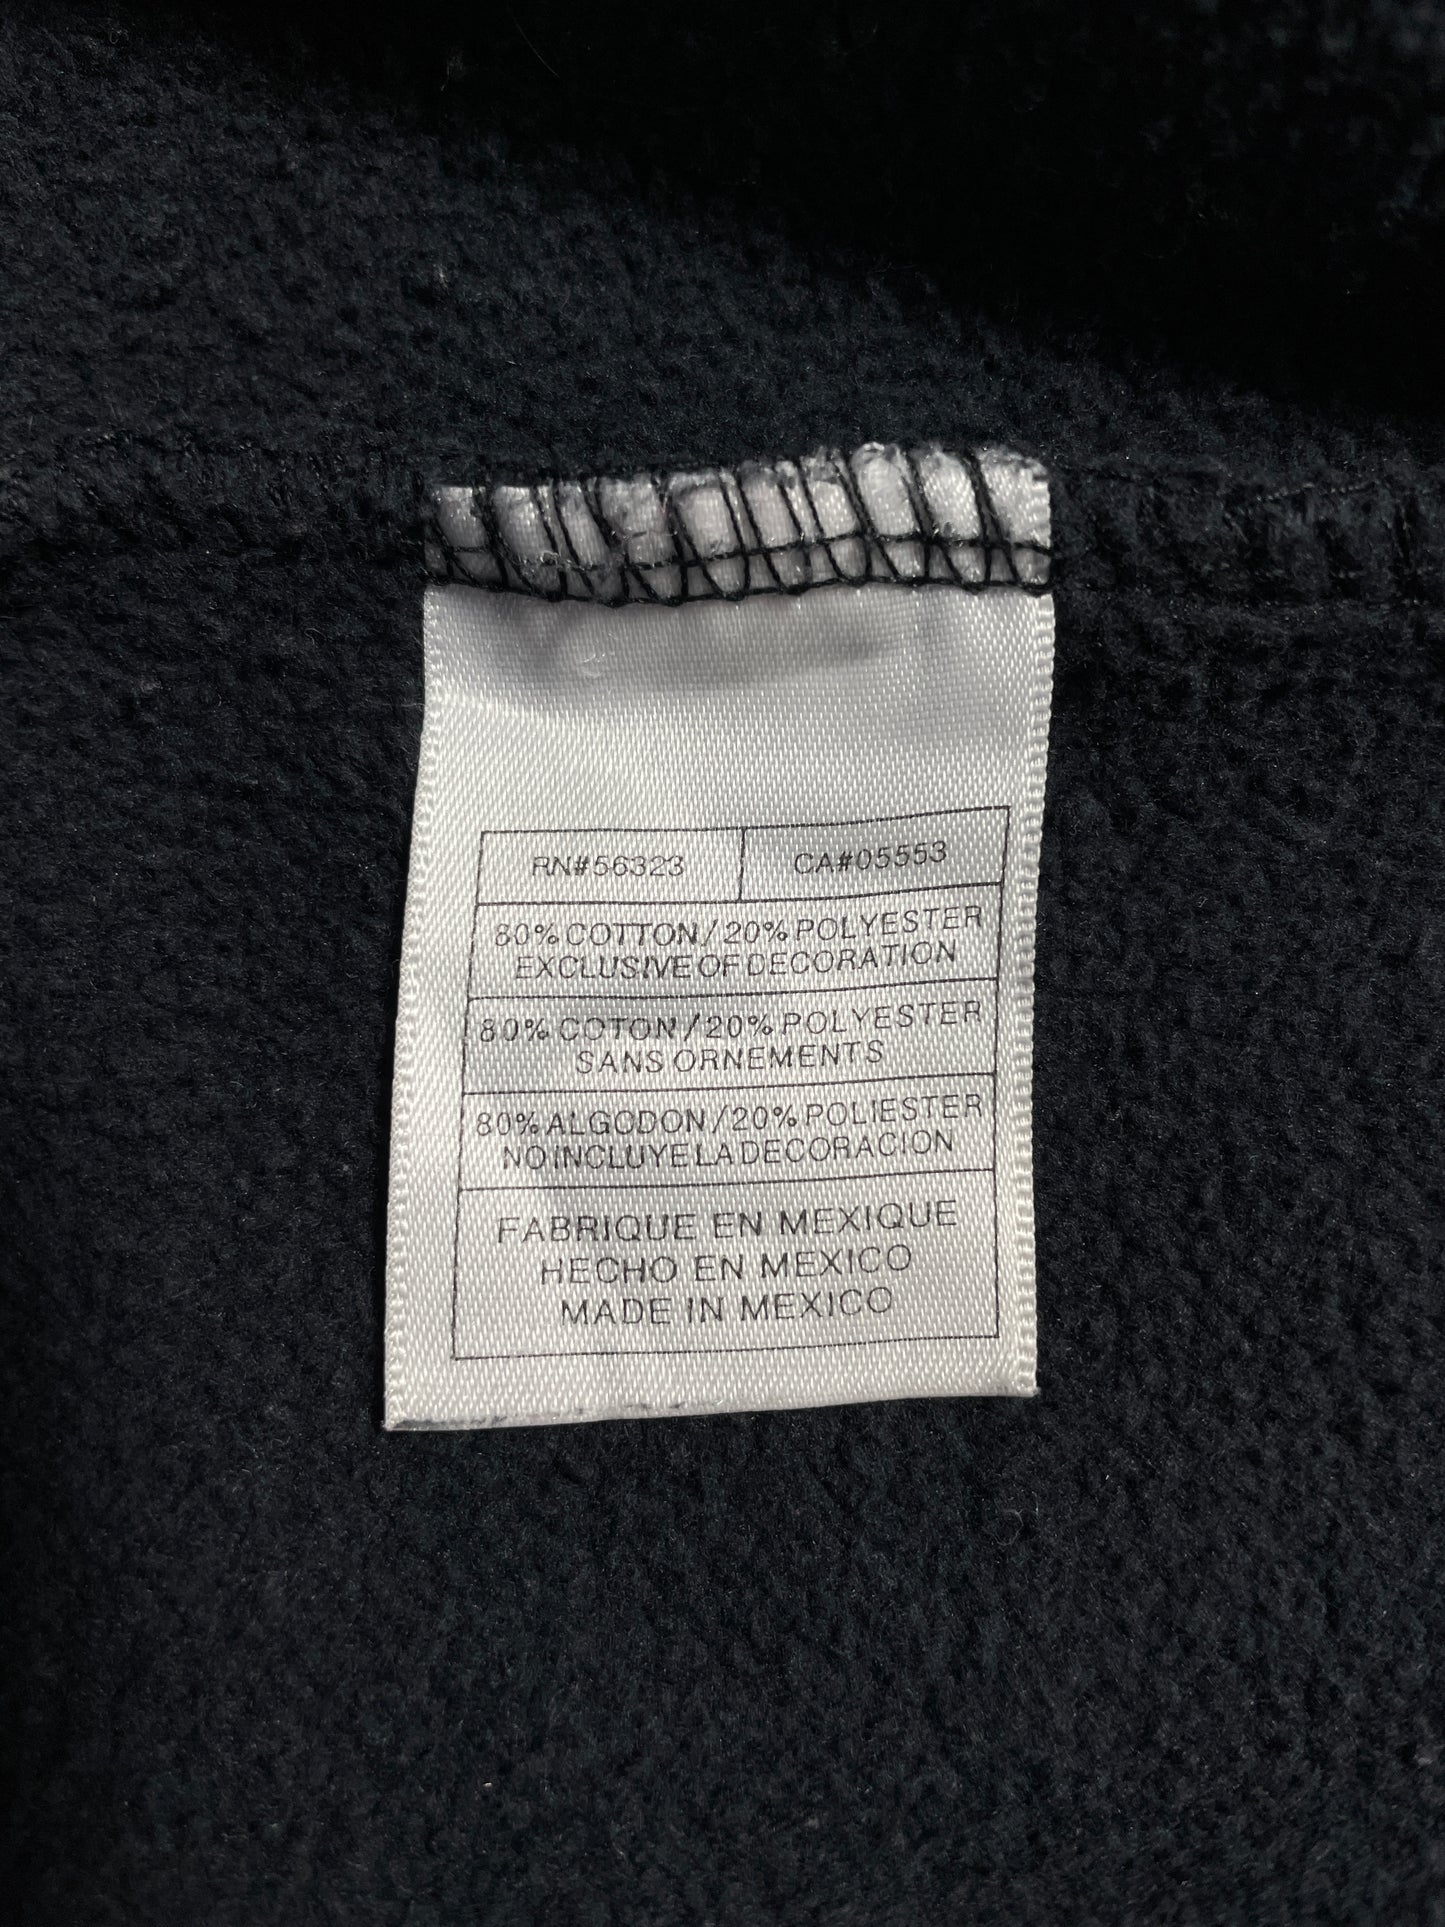 RN#56323 CA#05553
80% COTTON/20% POLYESTER
EXCLUSIVE OF DECORATION
80% COTON/20% POLYESTER
SANS ORNEMENTS
80% ALGODON/20% POLIESTER
NO INCLUYE LA DECORACION
FABRIQUE EN MEXIQUE
HECHO EN MEXICO
MADE IN MEXICO